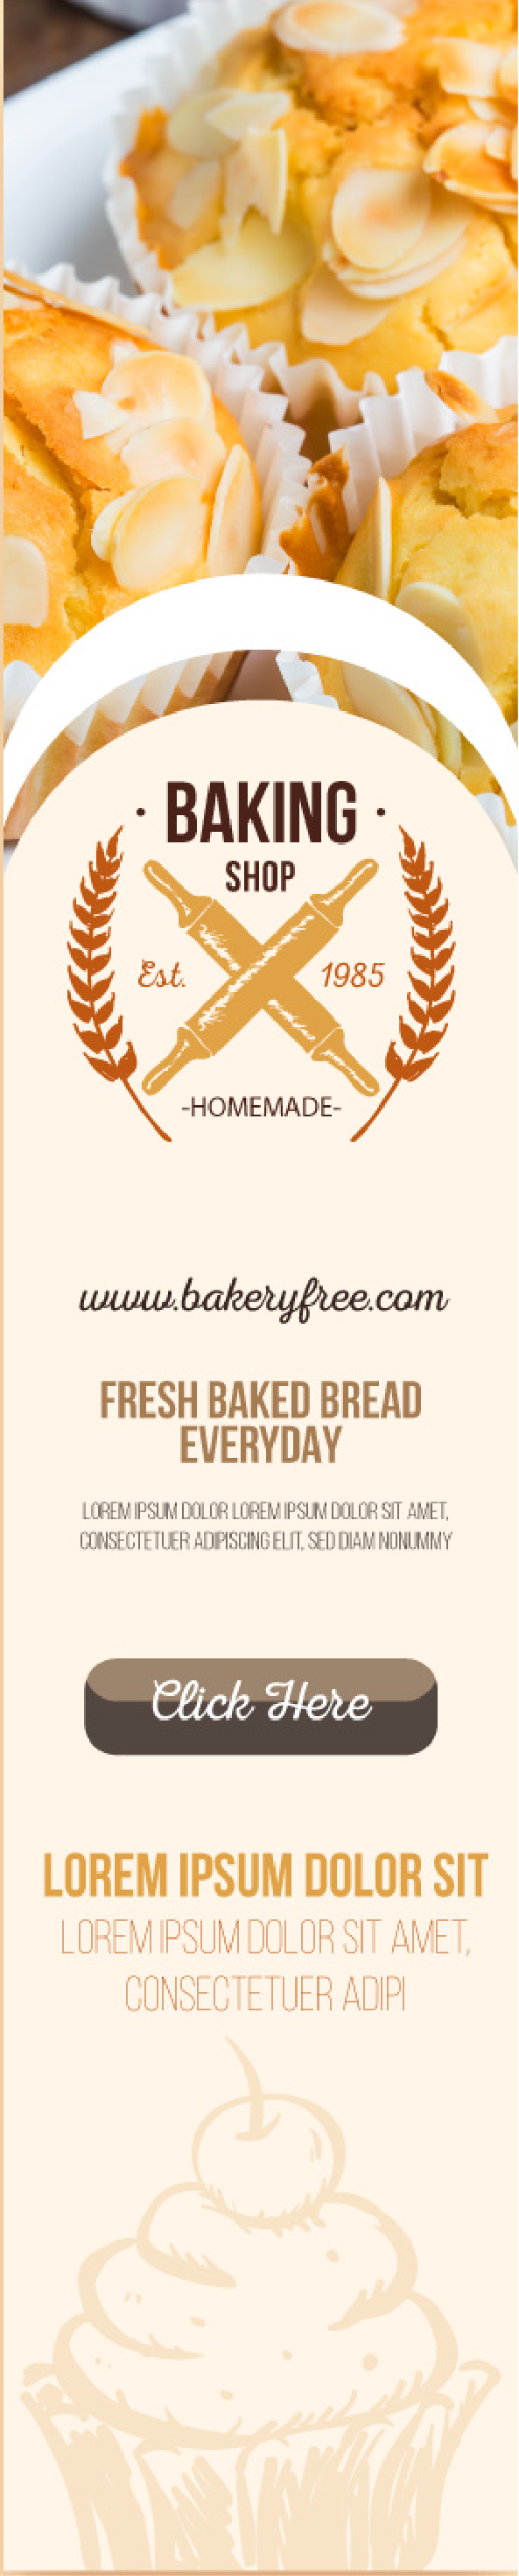 · BAKING ·
SHOP
Est. 1985
-HOMEMADE-
www.bakeryfree.com
FRESH BAKED BREAD
EVERYDAY
LOREM IPSUM DOLOR LOREM IPSUM DOLOR SIT AMET,
CONSECTETUER ADIPISCING ELIT, SED DIAM NONUMMY
Click Here
LOREM IPSUM DOLOR SIT
LOREM IPSUM DOLOR SIT AMET,
CONSECTETUER ADIPI